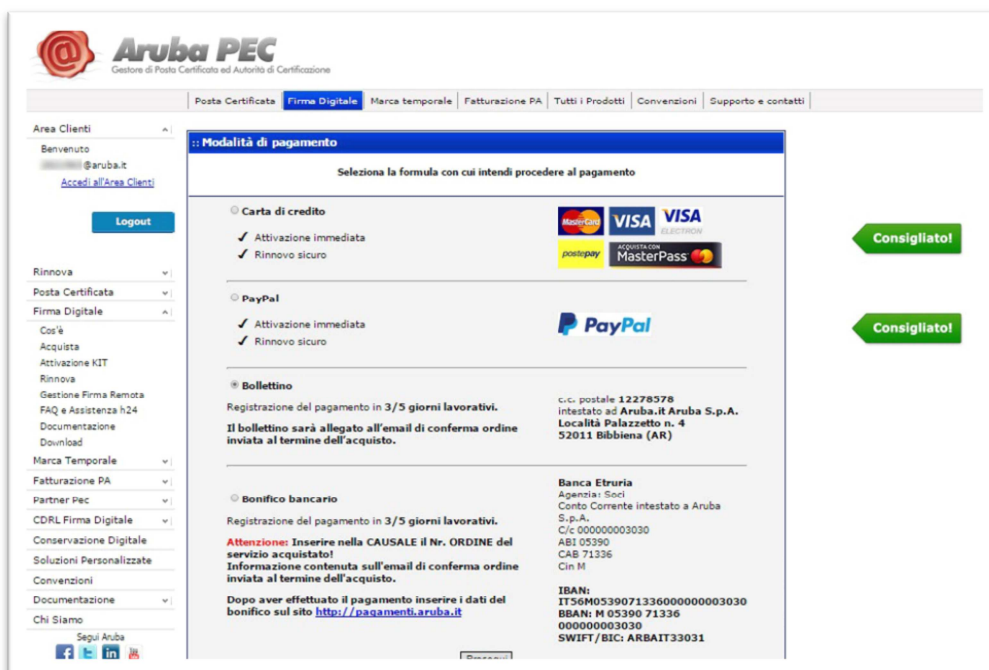 Aruba PEC
Gestore di Posta Certificata ed Autorità di Certificazione
Posta Certificata
Firma Digitale
Marca temporale
Fatturazione PA
Tutti i Prodotti
Convenzioni
Supporto e contatti
Area Clienti
Benvenuto
@aruba.it
Accedi all'Area Clienti
Logout
Rinnova
Posta Certificata
Firma Digitale
Cos'è
Acquista
Attivazione KIT
Rinnova
Gestione Firma Remota
FAQ e Assistenza h24
Documentazione
Download
Marca Temporale
Fatturazione PA
Partner Pec
CDRL Firma Digitale
Conservazione Digitale
Soluzioni Personalizzate
Convenzioni
Documentazione
Chi Siamo
Segui Aruba
:: Modalità di pagamento
Seleziona la formula con cui intendi procedere al pagamento
Carta di credito
✓ Attivazione immediata
✓ Rinnovo sicuro
MasterCard
VISA
VISA
ELECTRON
postepay
ACQUISTA CON
MasterPass
Consigliato!
PayPal
✓ Attivazione immediata
✓ Rinnovo sicuro
PayPal
Consigliato!
Bollettino
Registrazione del pagamento in 3/5 giorni lavorativi.
Il bollettino sarà allegato all'email di conferma ordine
inviata al termine dell'acquisto.
c.c. postale 12278578
intestato ad Aruba.it Aruba S.p.A.
Località Palazzetto n. 4
52011 Bibbiena (AR)
Bonifico bancario
Registrazione del pagamento in 3/5 giorni lavorativi.
Attenzione: Inserire nella CAUSALE il Nr. ORDINE del
servizio acquistato!
Informazione contenuta sull'email di conferma ordine
inviata al termine dell'acquisto.
Dopo aver effettuato il pagamento inserire i dati del
bonifico sul sito http://pagamenti.aruba.it
Banca Etruria
Agenzia: Soci
Conto Corrente intestato a Aruba
S.p.A.
C/c 000000003030
ABI 05390
CAB 71336
Cin M
IBAN:
IT56M0539071336000000003030
BBAN: M 05390 71336
000000003030
SWIFT/BIC: ARBAIT33031